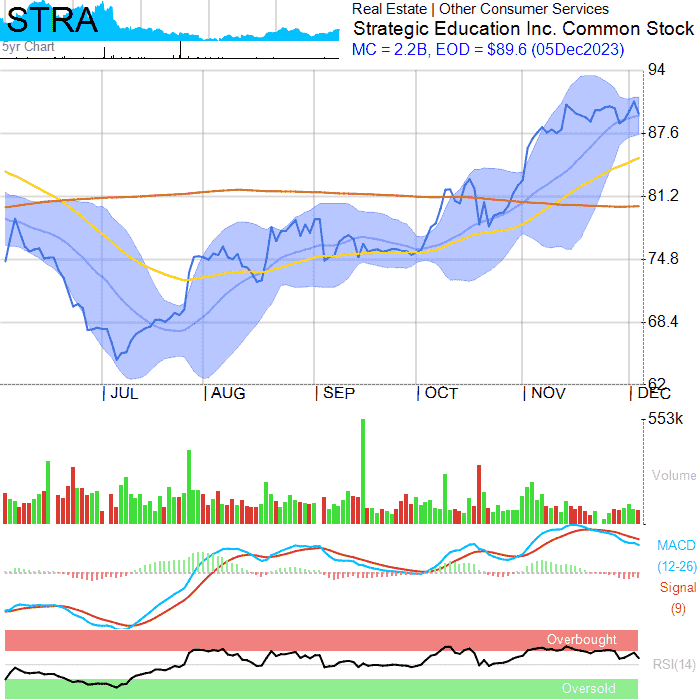 STRA
5yr Chart
Real Estate | Other Consumer Services
Strategic Education Inc. Common Stock
MC = 2.2B, EOD = $89.6 (05Dec2023)
94
87.6
81.2
74.8
68.4
62
| JUL | AUG | SEP | OCT | NOV | DEC
553k
Volume
MACD
(12-26)
Signal
(9)
Overbought
RSI(14)
Oversold